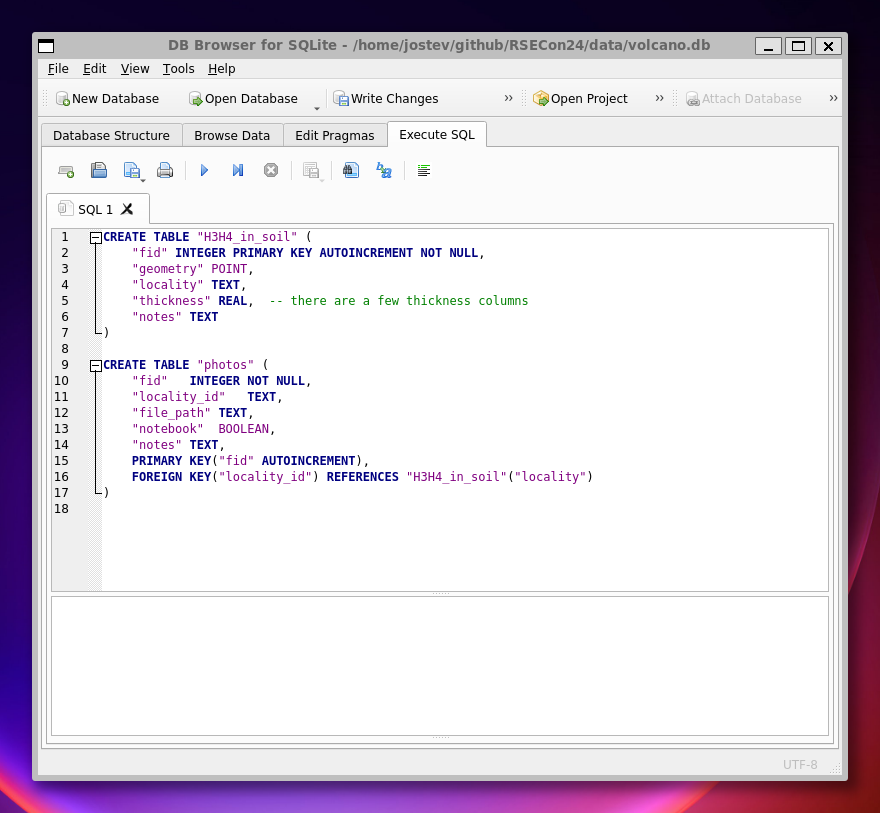 DB Browser for SQLite - /home/jostev/github/RSECon24/data/volcano.db
File Edit View Tools Help
New Database Open Database Write Changes » Open Project » Attach Database »
Database Structure Browse Data Edit Pragmas Execute SQL
SQL 1
1 CREATE TABLE "H3H4_in_soil" (
2 "fid" INTEGER PRIMARY KEY AUTOINCREMENT NOT NULL,
3 "geometry" POINT,
4 "locality" TEXT,
5 "thickness" REAL,  -- there are a few thickness columns
6 "notes" TEXT
7 )
8
9 CREATE TABLE "photos" (
10 "fid"   INTEGER NOT NULL,
11 "locality_id"   TEXT,
12 "file_path" TEXT,
13 "notebook"  BOOLEAN,
14 "notes" TEXT,
15 PRIMARY KEY("fid" AUTOINCREMENT),
16 FOREIGN KEY("locality_id") REFERENCES "H3H4_in_soil"("locality")
17 )
18
UTF-8